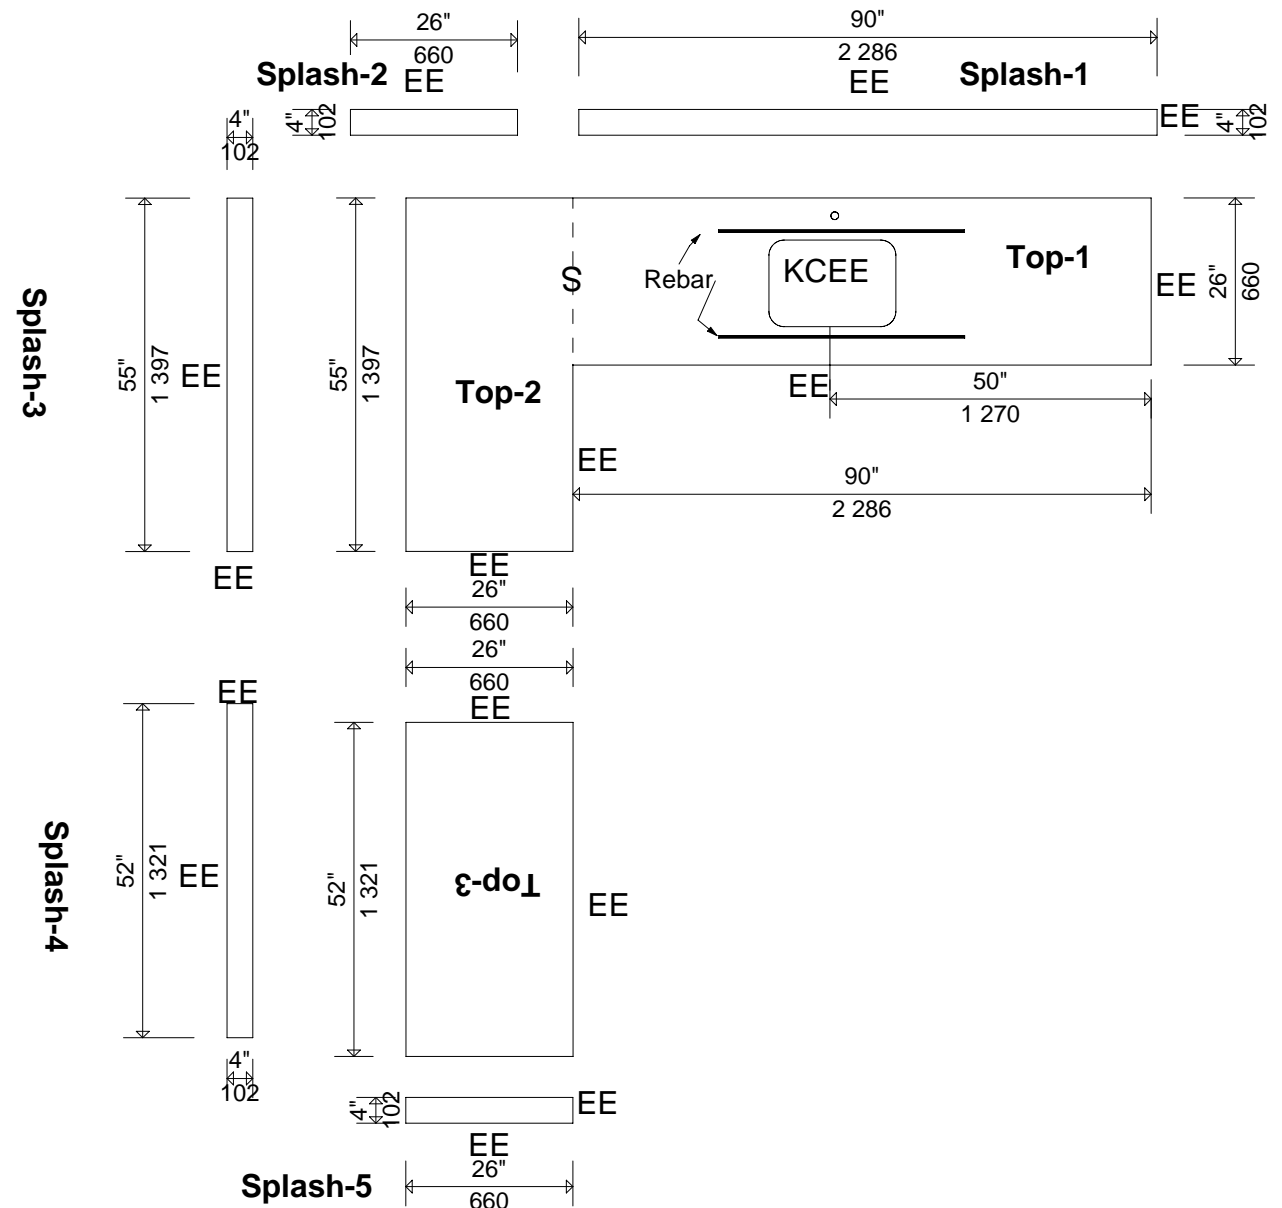 26"
660
90"
2 286
Splash-2
EE
EE
Splash-1
4"
102
4"
102
EE
4"
102
Splash-3
55"
1 397
EE
EE
55"
1 397
Top-2
S
Rebar
KCEE
Top-1
EE
26"
660
EE
50"
1 270
EE
90"
2 286
EE
26"
660
26"
660
EE
EE
Splash-4
52"
1 321
EE
4"
102
52"
1 321
Top-3
EE
4"
102
EE
EE
Splash-5
26"
660